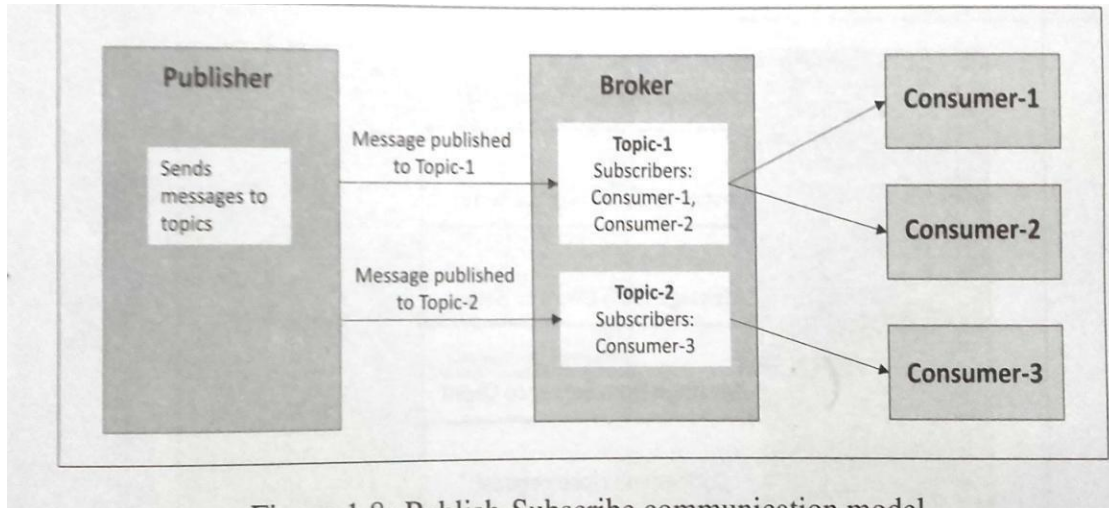 Publisher
Sends
messages to
topics
Message published
to Topic-1
Message published
to Topic-2
Broker
Topic-1
Subscribers:
Consumer-1,
Consumer-2
Topic-2
Subscribers:
Consumer-3
Consumer-1
Consumer-2
Consumer-3
Publish-Subscribe communication model